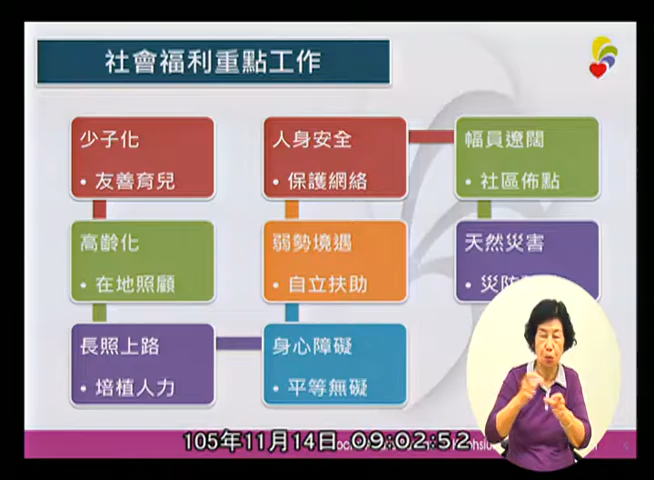 社會福利重點工作
少子化
• 友善育兒
高齡化
• 在地照顧
長照上路
• 培植人力
身心障礙
• 平等無礙
弱勢境遇
• 自立扶助
人身安全
• 保護網絡
幅員遼闊
• 社區佈點
天然災害
• 災防
105年11月14日 09:02:52